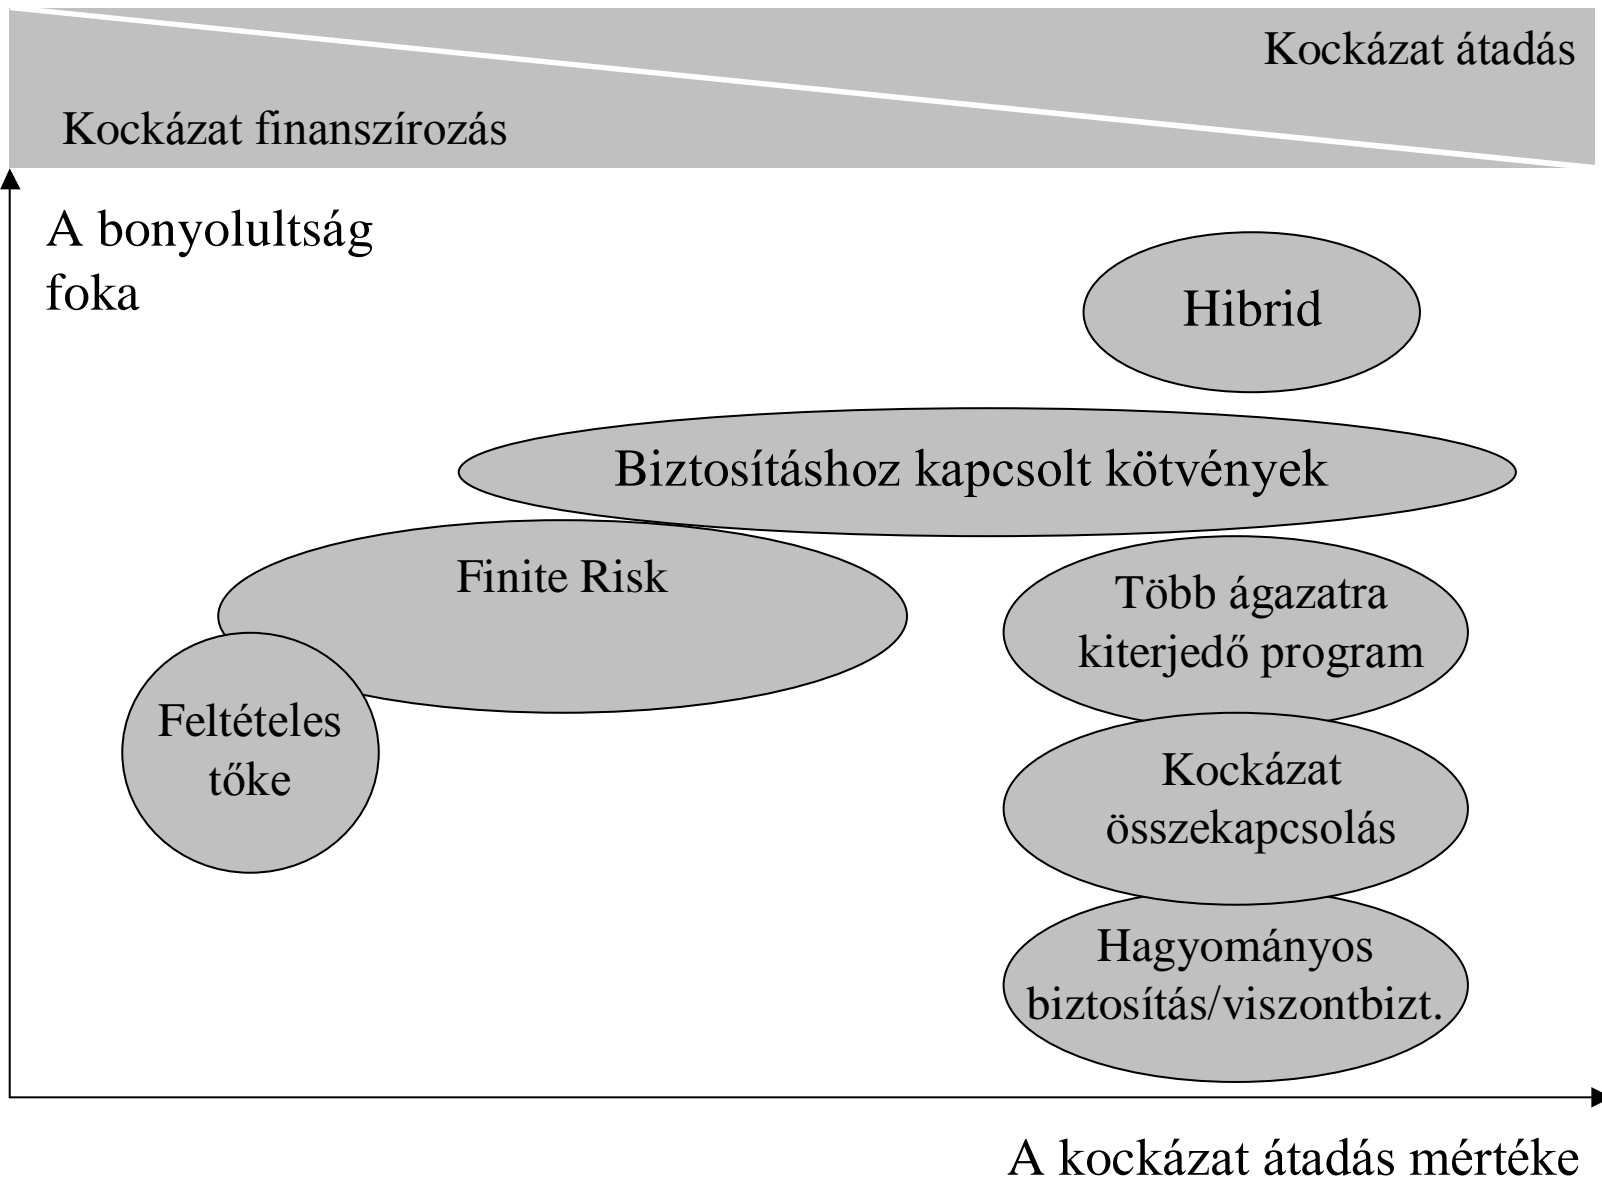 Kockázat átadás
Kockázat finanszírozás
A bonyolultság
foka
Hibrid
Biztosításhoz kapcsolt kötvények
Finite Risk
Több ágazatra
kiterjedő program
Feltételes
tőke
Kockázat
összekapcsolás
Hagyományos
biztosítás/viszontbizt.
A kockázat átadás mértéke